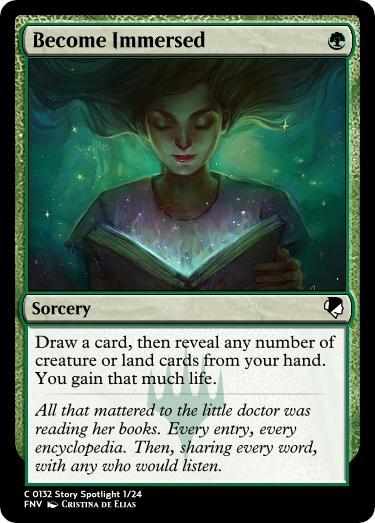 Become Immersed
Sorcery
Draw a card, then reveal any number of
creature or land cards from your hand.
You gain that much life.
All that mattered to the little doctor was
reading her books. Every entry, every
encyclopedia. Then, sharing every word,
with any who would listen.
C 0132 Story Spotlight 1/24
FNV Cristina de Elias